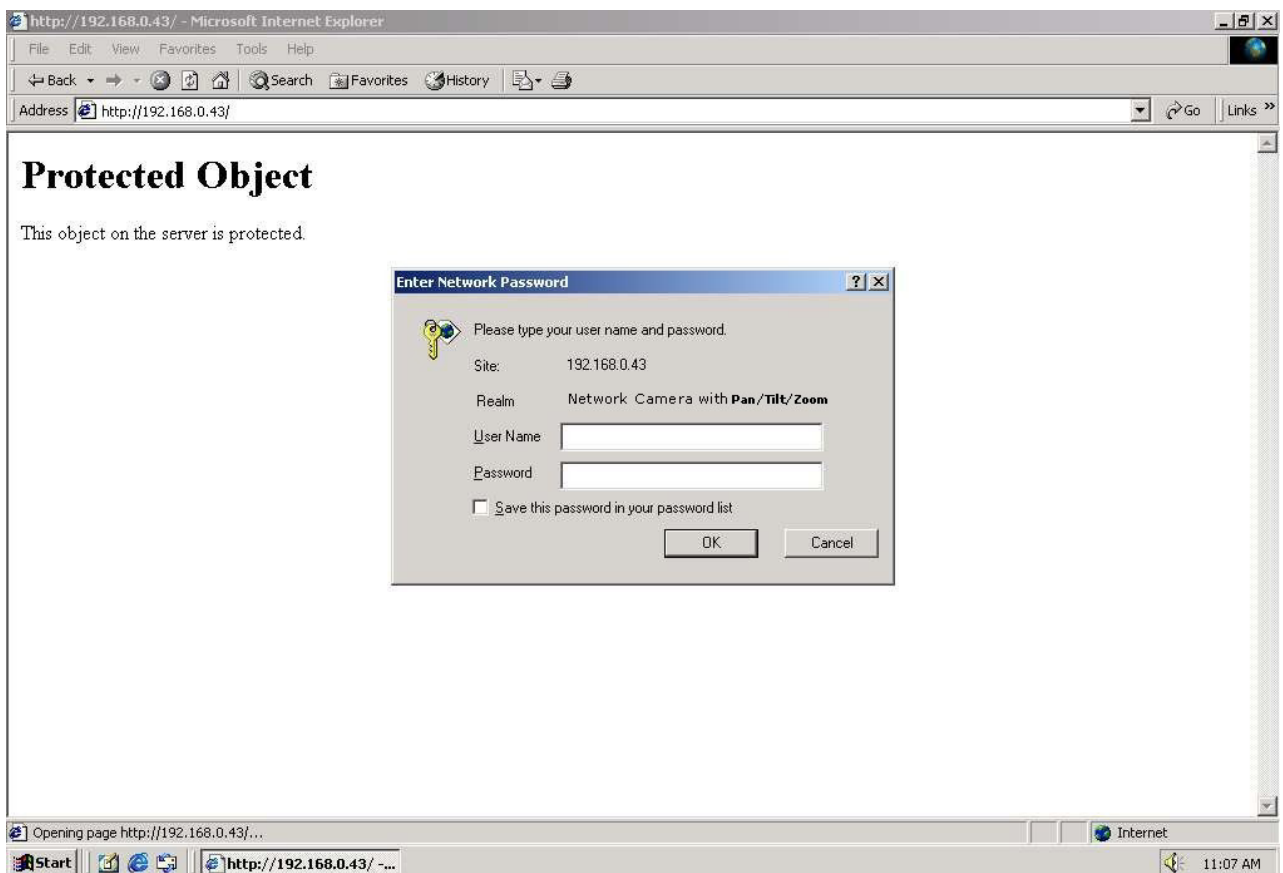 http://192.168.0.43/ - Microsoft Internet Explorer
File Edit View Favorites Tools Help
Back Search Favorites History
Address http://192.168.0.43/ Go Links »
Protected Object
This object on the server is protected.
Enter Network Password
Please type your user name and password.
Site: 192.168.0.43
Realm Network Camera with Pan/Tilt/Zoom
User Name
Password
Save this password in your password list
OK Cancel
Opening page http://192.168.0.43/... Internet
Start http://192.168.0.43/ -... 11:07 AM